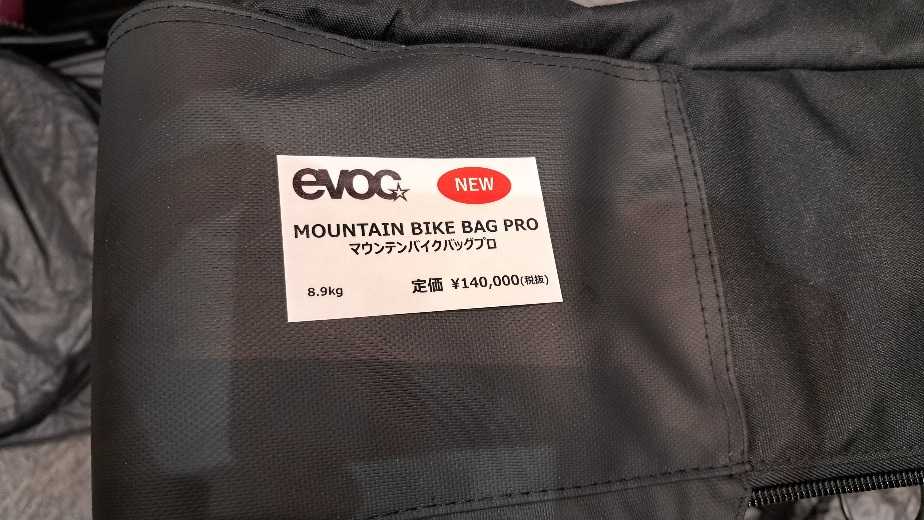 evoc
NEW
MOUNTAIN BIKE BAG PRO
マウンテンバイクバッグプロ
8.9kg 定価 ¥140,000(税抜)